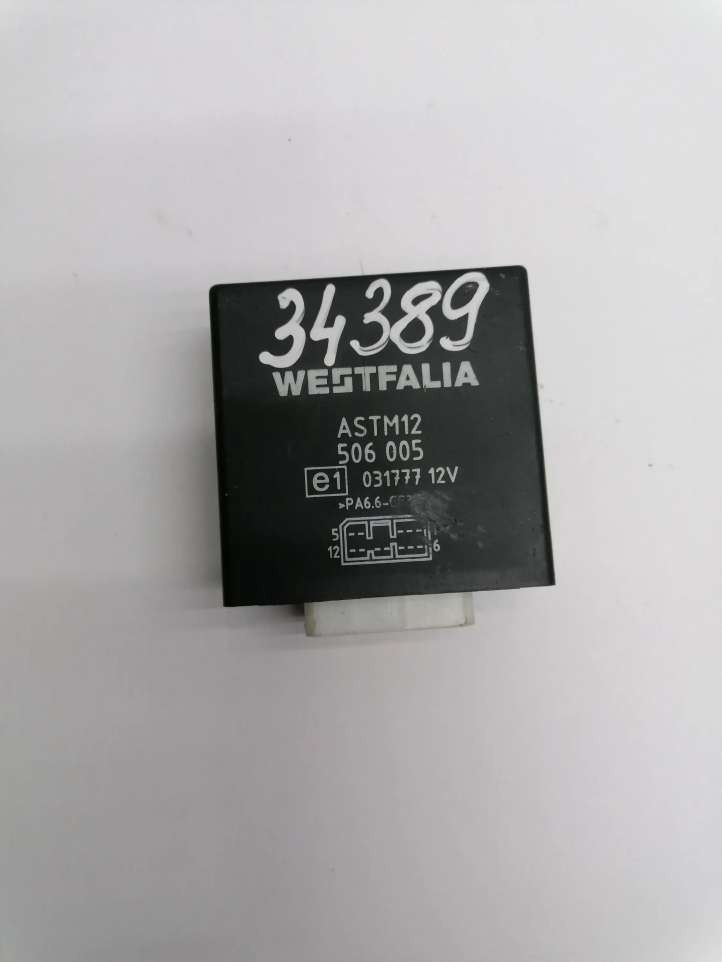 34389
WESTFALIA
ASTM12
506 005
e1 031777 12V
5
12 6